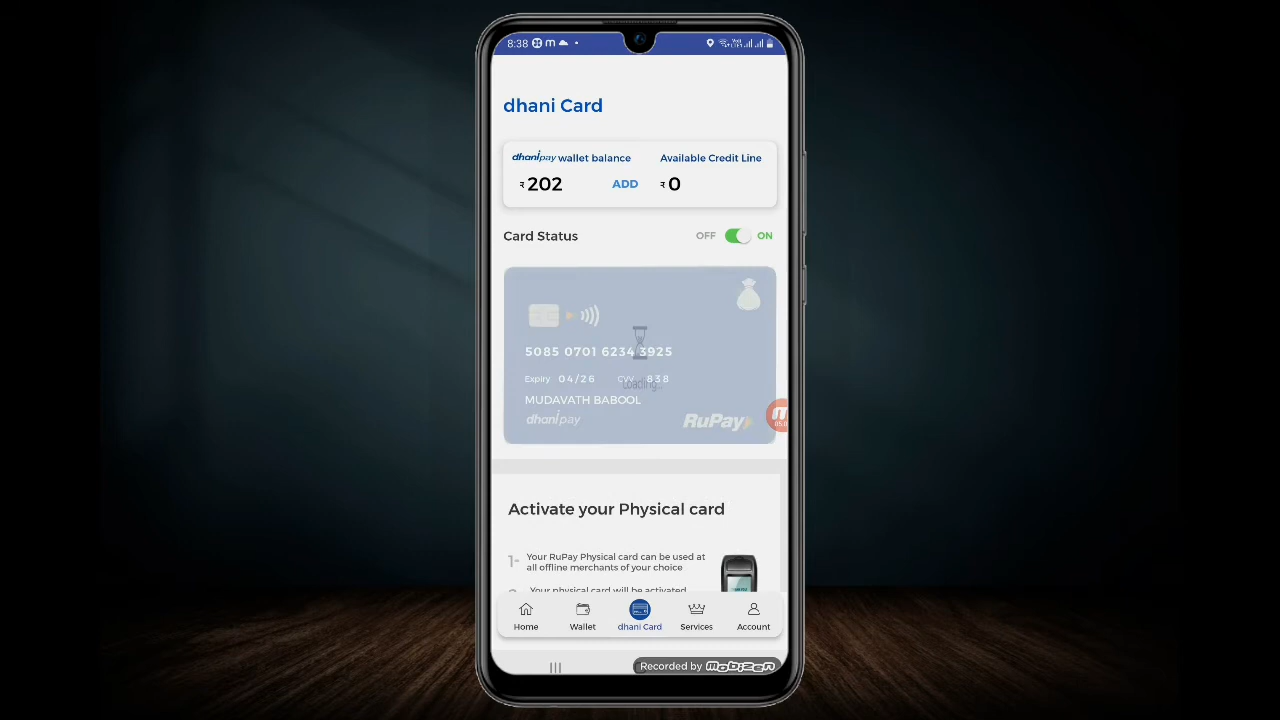 8:38
dhani Card
dhanipay wallet balance
Available Credit Line
₹ 202
ADD
₹ 0
Card Status
OFF
ON
5085 0701 6234 3925
Loading...
Expiry 04/26 CVV 838
MUDAVATH BABOOL
dhanipay
RuPay
Activate your Physical card
1- Your RuPay Physical card can be used at
all offline merchants of your choice
Your physical card will be activated
Home
Wallet
dhani Card
Services
Account
Recorded by mobizen